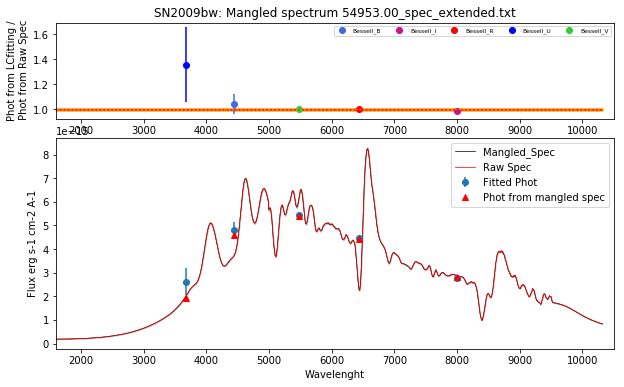 SN2009bw: Mangled spectrum 54953.00_spec_extended.txt
Phot from LCfitting /
Phot from Raw Spec
1.6
1.4
1.2
1.0
Bessell_B
Bessell_I
Bessell_R
Bessell_U
Bessell_V
2000 3000 4000 5000 6000 7000 8000 9000 10000
Flux erg s-1 cm-2 A-1
8
7
6
5
4
3
2
1
0
Mangled_Spec
Raw Spec
Fitted Phot
Phot from mangled spec
2000 3000 4000 5000 6000 7000 8000 9000 10000
Wavelenght